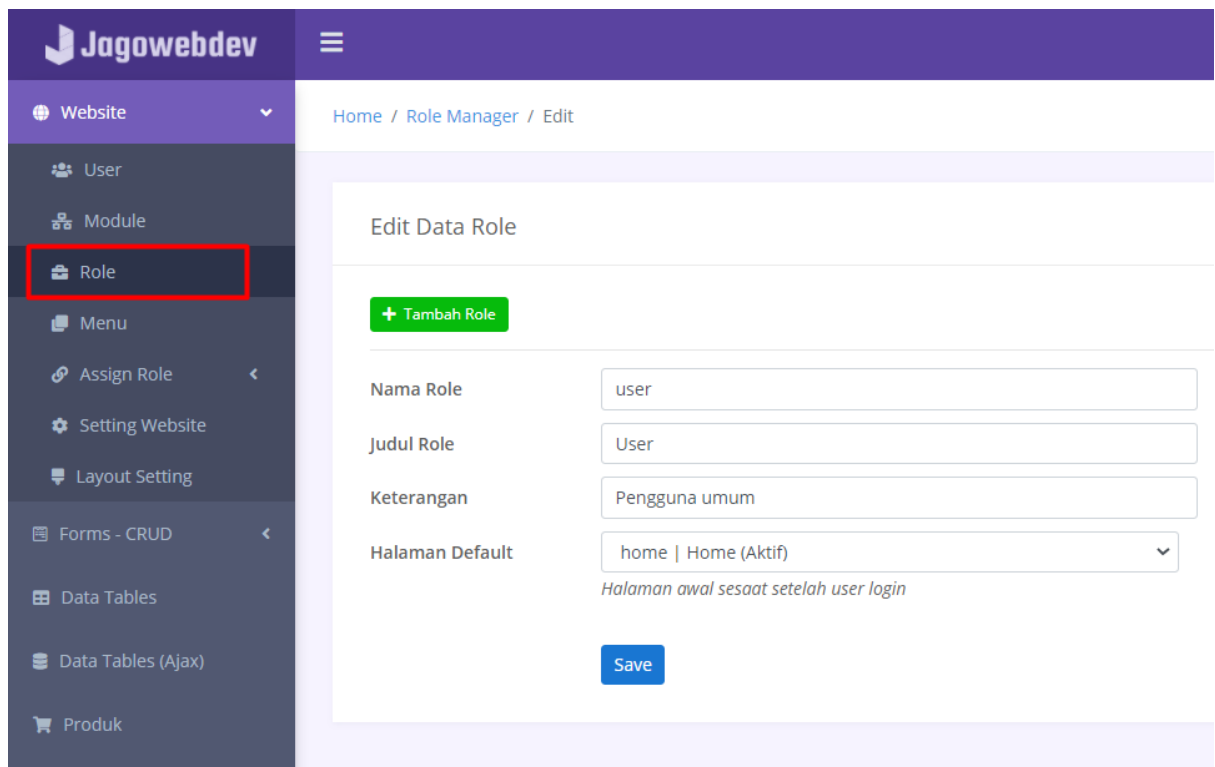 Jagowebdev
Website
User
Module
Role
Menu
Assign Role
Setting Website
Layout Setting
Forms - CRUD
Data Tables
Data Tables (Ajax)
Produk
Home / Role Manager / Edit
Edit Data Role
+ Tambah Role
Nama Role user
Judul Role User
Keterangan Pengguna umum
Halaman Default home | Home (Aktif)
Halaman awal sesaat setelah user login
Save